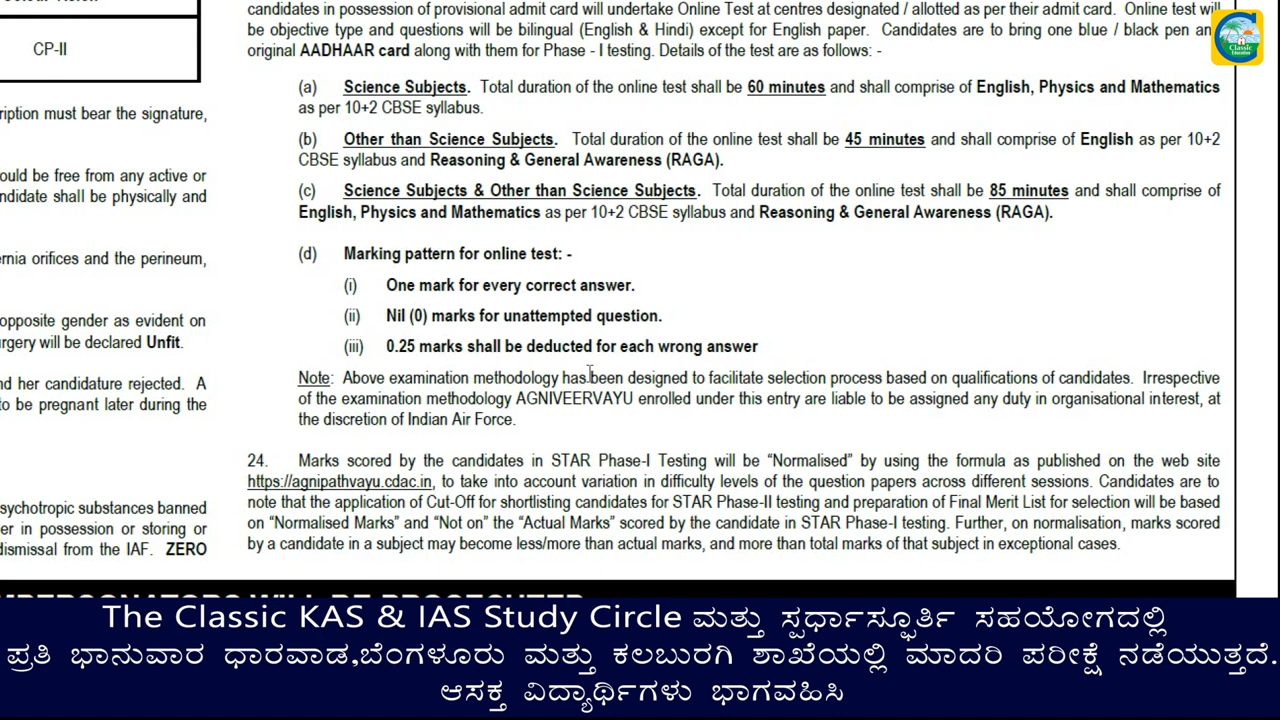 CP-II
ription must bear the signature,
ould be free from any active or
ndidate shall be physically and
ernia orifices and the perineum,
opposite gender as evident on
urgery will be declared Unfit.
nd her candidature rejected. A
to be pregnant later during the
sychotropic substances banned
er in possession or storing or
dismissal from the IAF. ZERO
candidates in possession of provisional admit card will undertake Online Test at centres designated / allotted as per their admit card. Online test will
be objective type and questions will be bilingual (English & Hindi) except for English paper. Candidates are to bring one blue / black pen an
original AADHAAR card along with them for Phase - I testing. Details of the test are as follows: -
(a) Science Subjects. Total duration of the online test shall be 60 minutes and shall comprise of English, Physics and Mathematics
as per 10+2 CBSE syllabus.
(b) Other than Science Subjects. Total duration of the online test shall be 45 minutes and shall comprise of English as per 10+2
CBSE syllabus and Reasoning & General Awareness (RAGA).
(c) Science Subjects & Other than Science Subjects. Total duration of the online test shall be 85 minutes and shall comprise of
English, Physics and Mathematics as per 10+2 CBSE syllabus and Reasoning & General Awareness (RAGA).
(d) Marking pattern for online test: -
(i) One mark for every correct answer.
(ii) Nil (0) marks for unattempted question.
(iii) 0.25 marks shall be deducted for each wrong answer
Note: Above examination methodology has been designed to facilitate selection process based on qualifications of candidates. Irrespective
of the examination methodology AGNIVEERVAYU enrolled under this entry are liable to be assigned any duty in organisational interest, at
the discretion of Indian Air Force.
24. Marks scored by the candidates in STAR Phase-I Testing will be “Normalised” by using the formula as published on the web site
https://agnipathvayu.cdac.in, to take into account variation in difficulty levels of the question papers across different sessions. Candidates are to
note that the application of Cut-Off for shortlisting candidates for STAR Phase-II testing and preparation of Final Merit List for selection will be based
on “Normalised Marks” and “Not on” the “Actual Marks” scored by the candidate in STAR Phase-I testing. Further, on normalisation, marks scored
by a candidate in a subject may become less/more than actual marks, and more than total marks of that subject in exceptional cases.
Classic
Education
The Classic KAS & IAS Study Circle ಮತ್ತು ಸ್ಪರ್ಧಾಸ್ಫೂರ್ತಿ ಸಹಯೋಗದಲ್ಲಿ
ಪ್ರತಿ ಭಾನುವಾರ ಧಾರವಾಡ,ಬೆಂಗಳೂರು ಮತ್ತು ಕಲಬುರಗಿ ಶಾಖೆಯಲ್ಲಿ ಮಾದರಿ ಪರೀಕ್ಷೆ ನಡೆಯುತ್ತದೆ.
ಆಸಕ್ತ ವಿದ್ಯಾರ್ಥಿಗಳು ಭಾಗವಹಿಸಿ